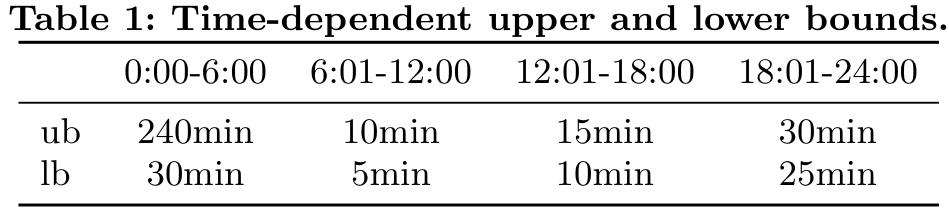 Table 1: Time-dependent upper and lower bounds.
0:00-6:00 6:01-12:00 12:01-18:00 18:01-24:00
ub 240min 10min 15min 30min
lb 30min 5min 10min 25min